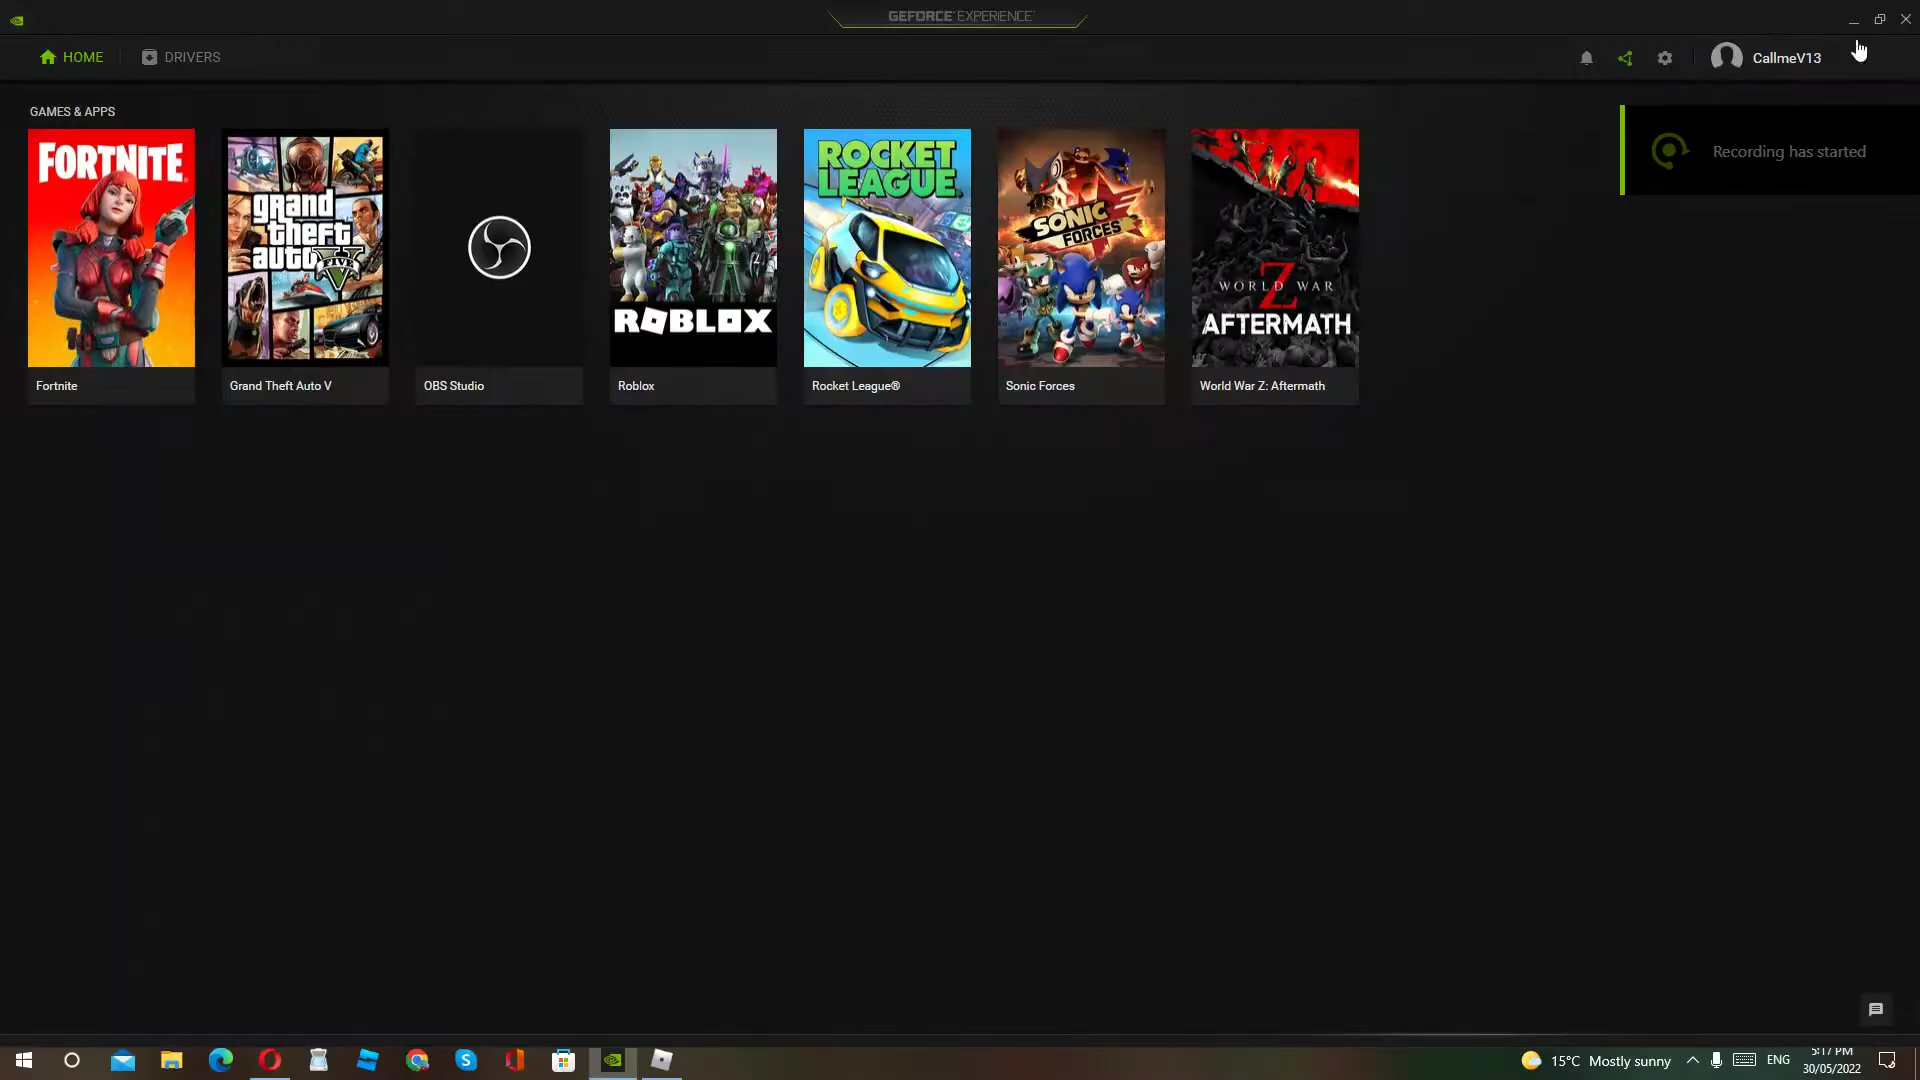 GEFORCE EXPERIENCE
HOME
DRIVERS
CallmeV13
GAMES & APPS
Recording has started
FORTNITE
grand
theft
auto
FIVE
ROBLOX
ROCKET
LEAGUE
SONIC
FORCES
WORLD WAR
Z
AFTERMATH
Fortnite
Grand Theft Auto V
OBS Studio
Roblox
Rocket League®
Sonic Forces
World War Z: Aftermath
15°C Mostly sunny
ENG
5:17 PM
30/05/2022